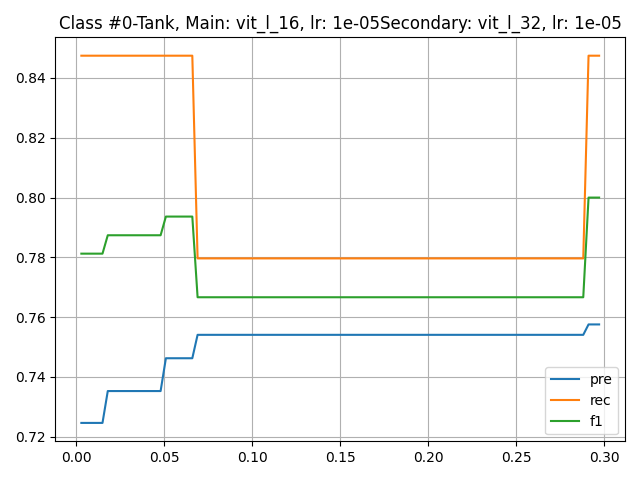 Class #0-Tank, Main: vit_l_16, lr: 1e-05Secondary: vit_l_32, lr: 1e-05
0.84
0.82
0.80
0.78
0.76
0.74
0.72
pre
rec
f1
0.00 0.05 0.10 0.15 0.20 0.25 0.30